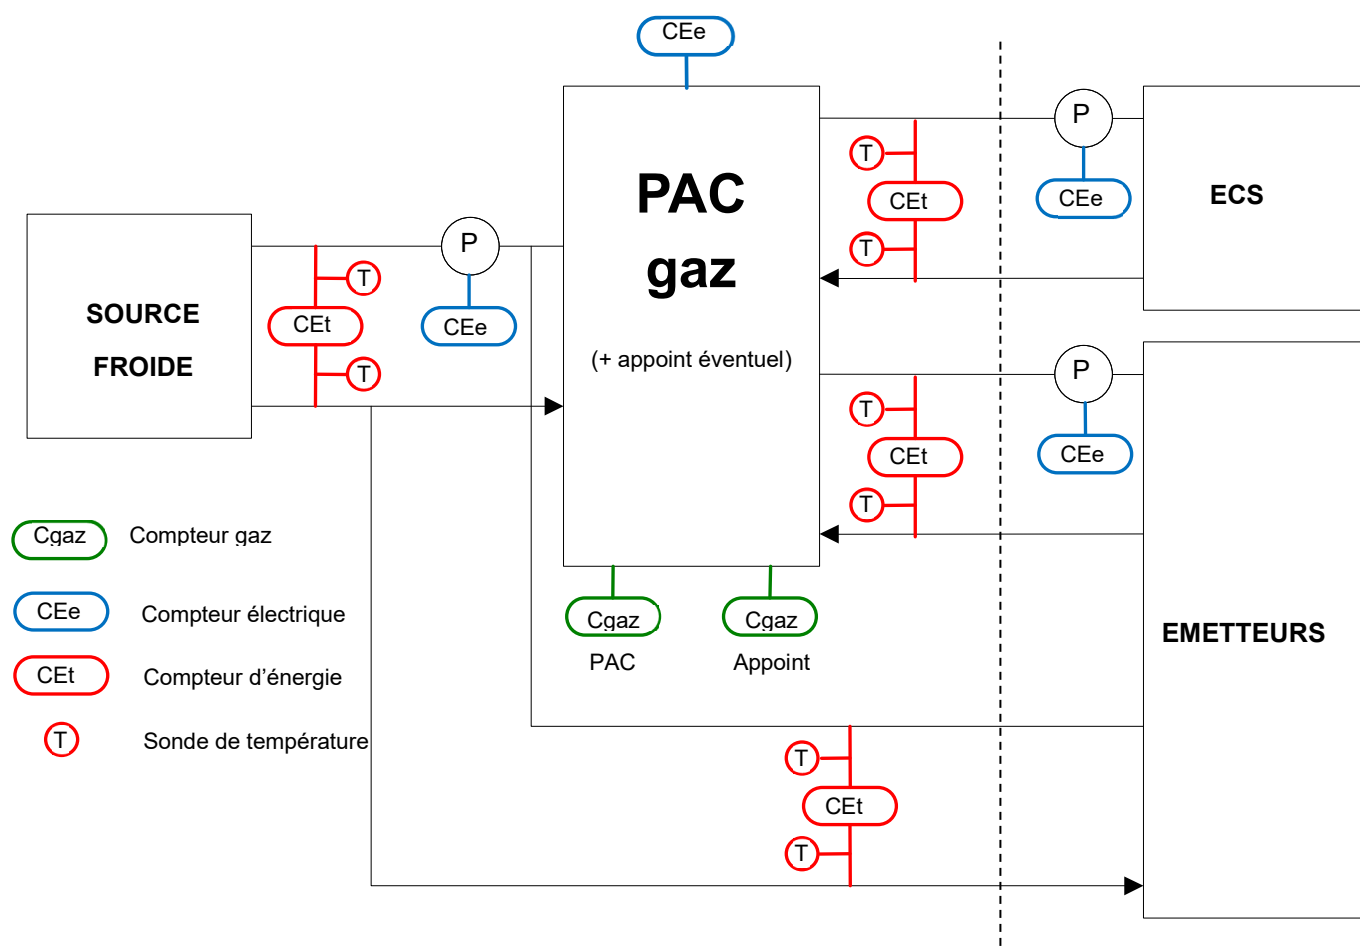 CEe
P
PAC
gaz
(+ appoint éventuel)
T
CEt
T
CEe
ECS
P
SOURCE
FROIDE
T
CEt
T
CEe
P
T
CEt
T
CEe
EMETTEURS
Cgaz
PAC
Cgaz
Appoint
Cgaz Compteur gaz
CEe Compteur électrique
CEt Compteur d'énergie
T Sonde de température
T
CEt
T